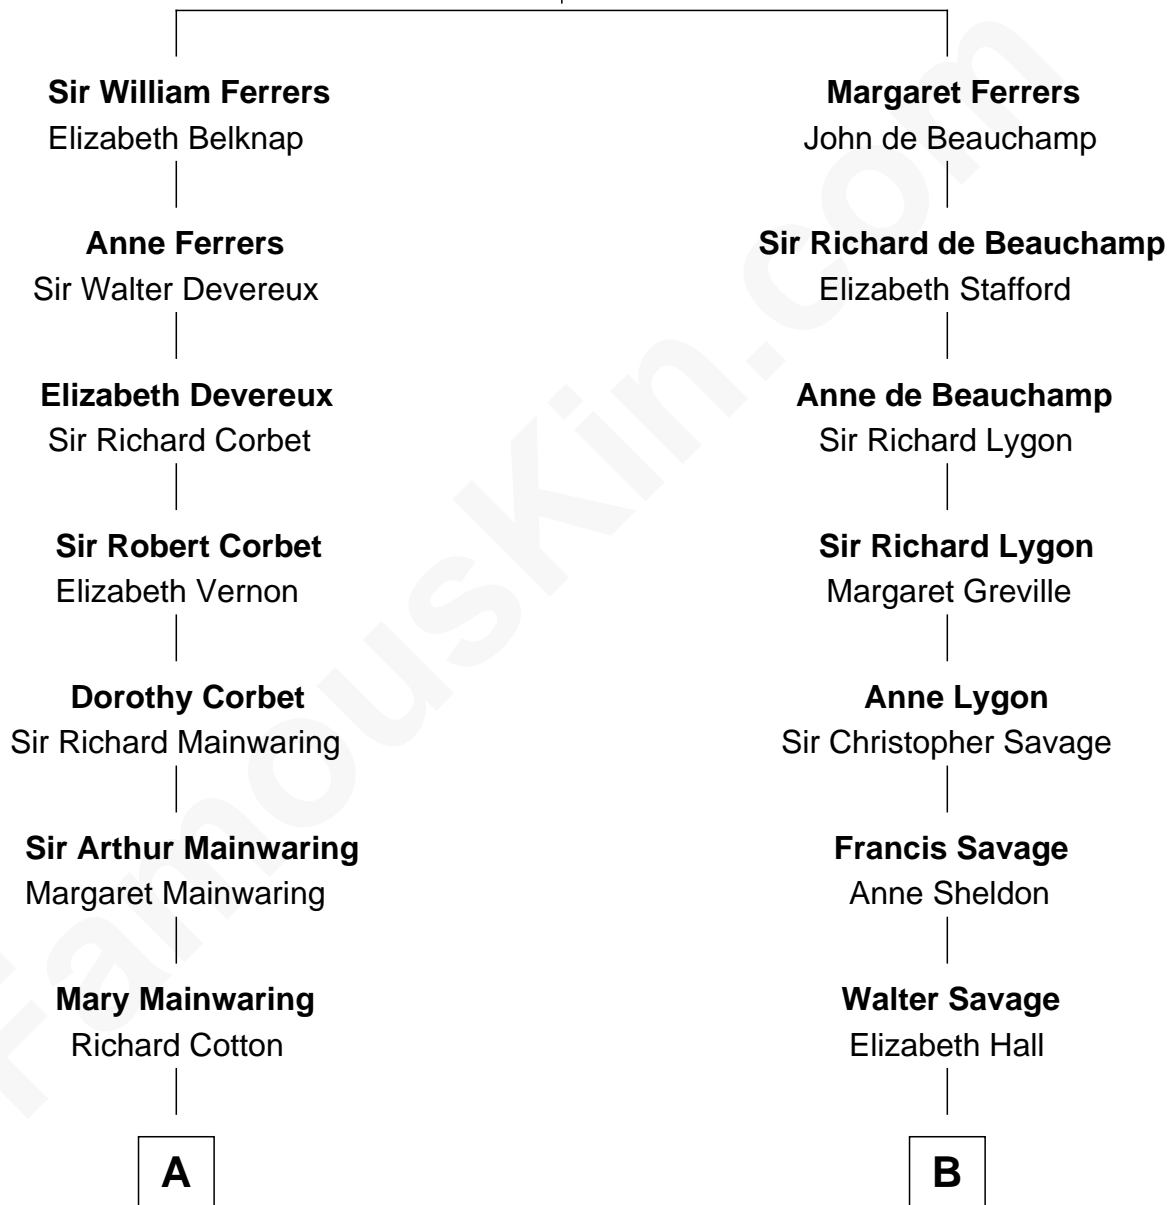 Sir William Ferrers
Elizabeth Belknap
Anne Ferrers
Sir Walter Devereux
Elizabeth Devereux
Sir Richard Corbet
Sir Robert Corbet
Elizabeth Vernon
Dorothy Corbet
Sir Richard Mainwaring
Sir Arthur Mainwaring
Margaret Mainwaring
Mary Mainwaring
Richard Cotton
A
Margaret Ferrers
John de Beauchamp
Sir Richard de Beauchamp
Elizabeth Stafford
Anne de Beauchamp
Sir Richard Lygon
Sir Richard Lygon
Margaret Greville
Anne Lygon
Sir Christopher Savage
Francis Savage
Anne Sheldon
Walter Savage
Elizabeth Hall
B
FamousKin.com